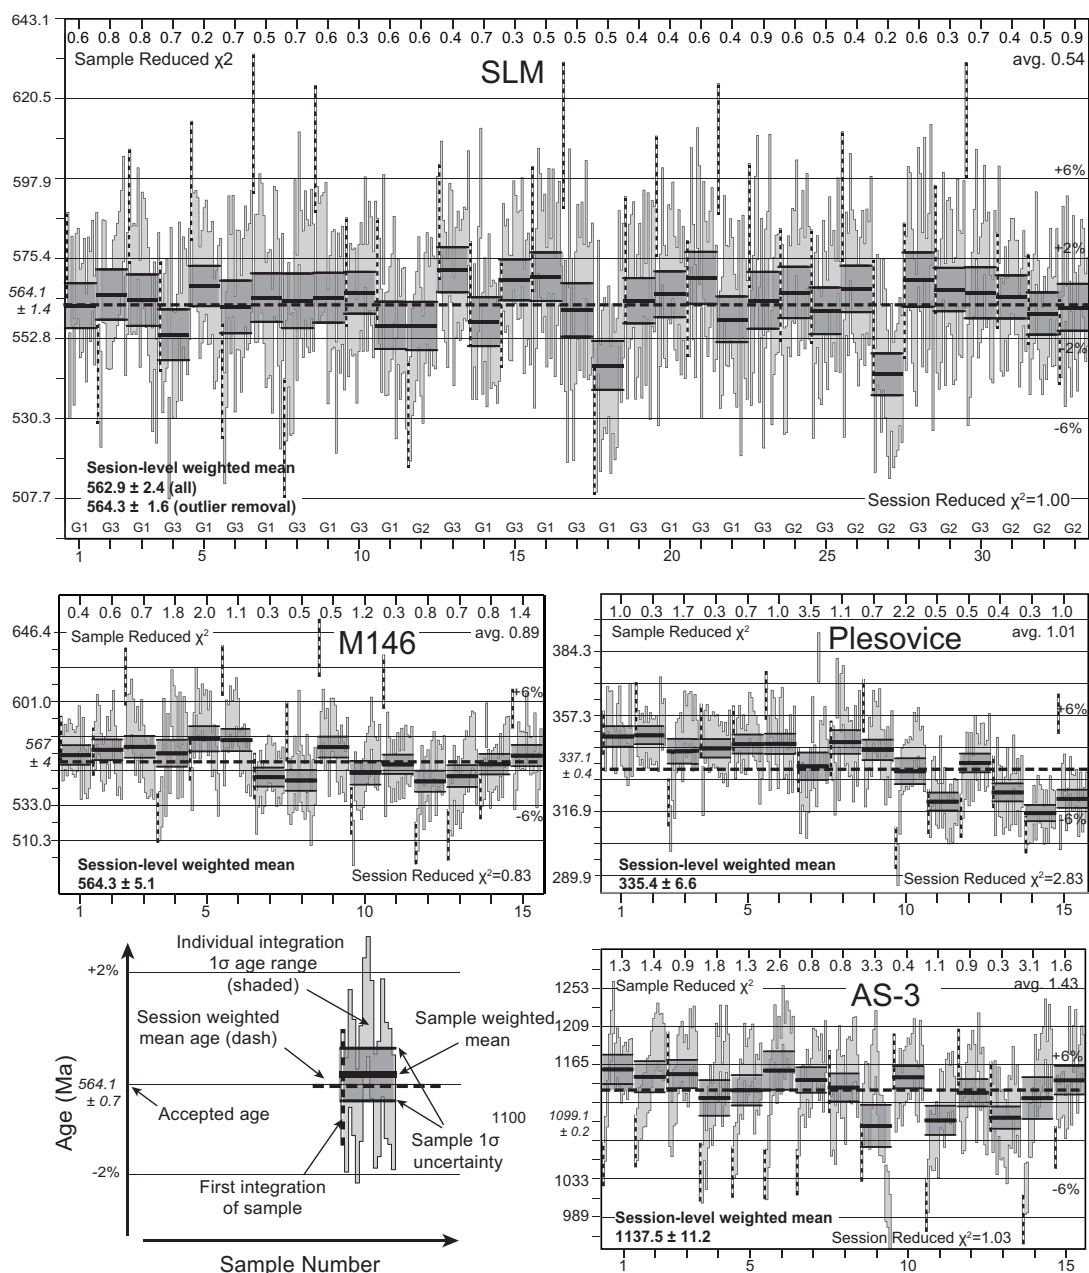 643.1
0.6 0.8 0.8 0.7 0.2 0.7 0.5 0.7 0.6 0.3 0.6 0.6 0.4 0.7 0.3 0.5 0.5 0.5 0.4 0.4 0.6 0.4 0.9 0.6 0.5 0.4 0.2 0.6 0.3 0.7 0.4 0.5 0.9
Sample Reduced χ2
SLM
avg. 0.54
620.5
597.9
+6%
575.4
+2%
564.1
± 1.4
552.8
-2%
530.3
-6%
Sesion-level weighted mean
562.9 ± 2.4 (all)
564.3 ± 1.6 (outlier removal)
507.7
Session Reduced χ²=1.00
G1 G3 G1 G3 G1 G3 G1 G3 G1 G3 G1 G2 G3 G1 G3 G1 G3 G1 G3 G1 G3 G1 G3 G2 G3 G2 G2 G3 G2 G3 G2 G2 G2
1 5 10 15 20 25 30
0.4 0.6 0.7 1.8 2.0 1.1 0.3 0.5 0.5 1.2 0.3 0.8 0.7 0.8 1.4
646.4
Sample Reduced χ²
M146
avg. 0.89
601.0
+6%
567
± 4
533.0
-6%
510.3
Session-level weighted mean
564.3 ± 5.1
Session Reduced χ²=0.83
1 5 10 15
1.0 0.3 1.7 0.3 0.7 1.0 3.5 1.1 0.7 2.2 0.5 0.5 0.4 0.3 1.0
Sample Reduced χ²
Plesovice
avg. 1.01
384.3
357.3
+6%
337.1
± 0.4
316.9
-6%
Session-level weighted mean
335.4 ± 6.6
289.9
Session Reduced χ²=2.83
1 5 10 15
Individual integration
1σ age range
(shaded)
+2%
Session weighted
mean age (dash)
Sample weighted
mean
Age (Ma)
564.1
± 0.7
Accepted age
Sample 1σ
uncertainty
-2%
First integration
of sample
Sample Number
1.3 1.4 0.9 1.8 1.3 2.6 0.8 0.8 3.3 0.4 1.1 0.9 0.3 3.1 1.6
Sample Reduced χ²
AS-3
avg. 1.43
1253
1209
1165
+6%
1100
1099.1
± 0.2
1033
-6%
989
Session-level weighted mean
1137.5 ± 11.2
Session Reduced χ²=1.03
1 5 10 15